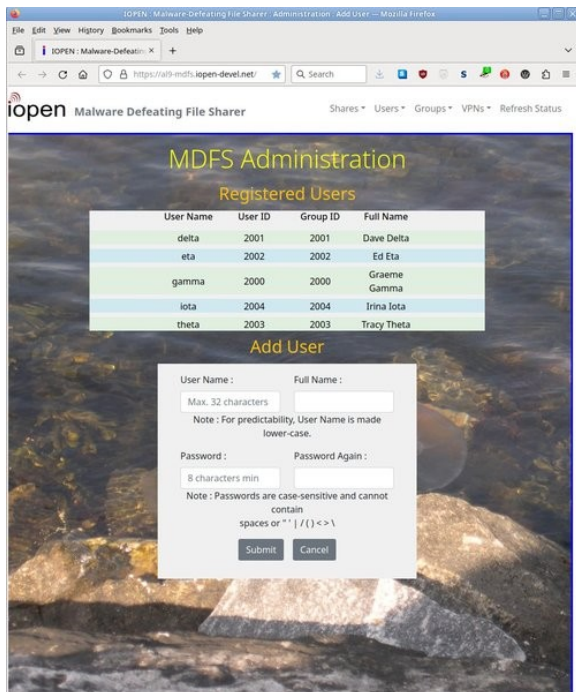 IOPEN : Malware-Defeating File Sharer : Administration : Add User — Mozilla Firefox
File Edit View History Bookmarks Tools Help
IOPEN : Malware-Defeatin
https://ai9-mdfs.iopen-devel.net/ Search
iopen Malware Defeating File Sharer Shares Users Groups VPNs Refresh Status
MDFS Administration
Registered Users
User Name User ID Group ID Full Name
delta 2001 2001 Dave Delta
eta 2002 2002 Ed Eta
gamma 2000 2000 Graeme
Gamma
iota 2004 2004 Irina Iota
theta 2003 2003 Tracy Theta
Add User
User Name : Full Name :
Max. 32 characters
Note : For predictability, User Name is made
lower-case.
Password : Password Again :
8 characters min
Note : Passwords are case-sensitive and cannot
contain
spaces or " ' | / ( ) < > \
Submit Cancel